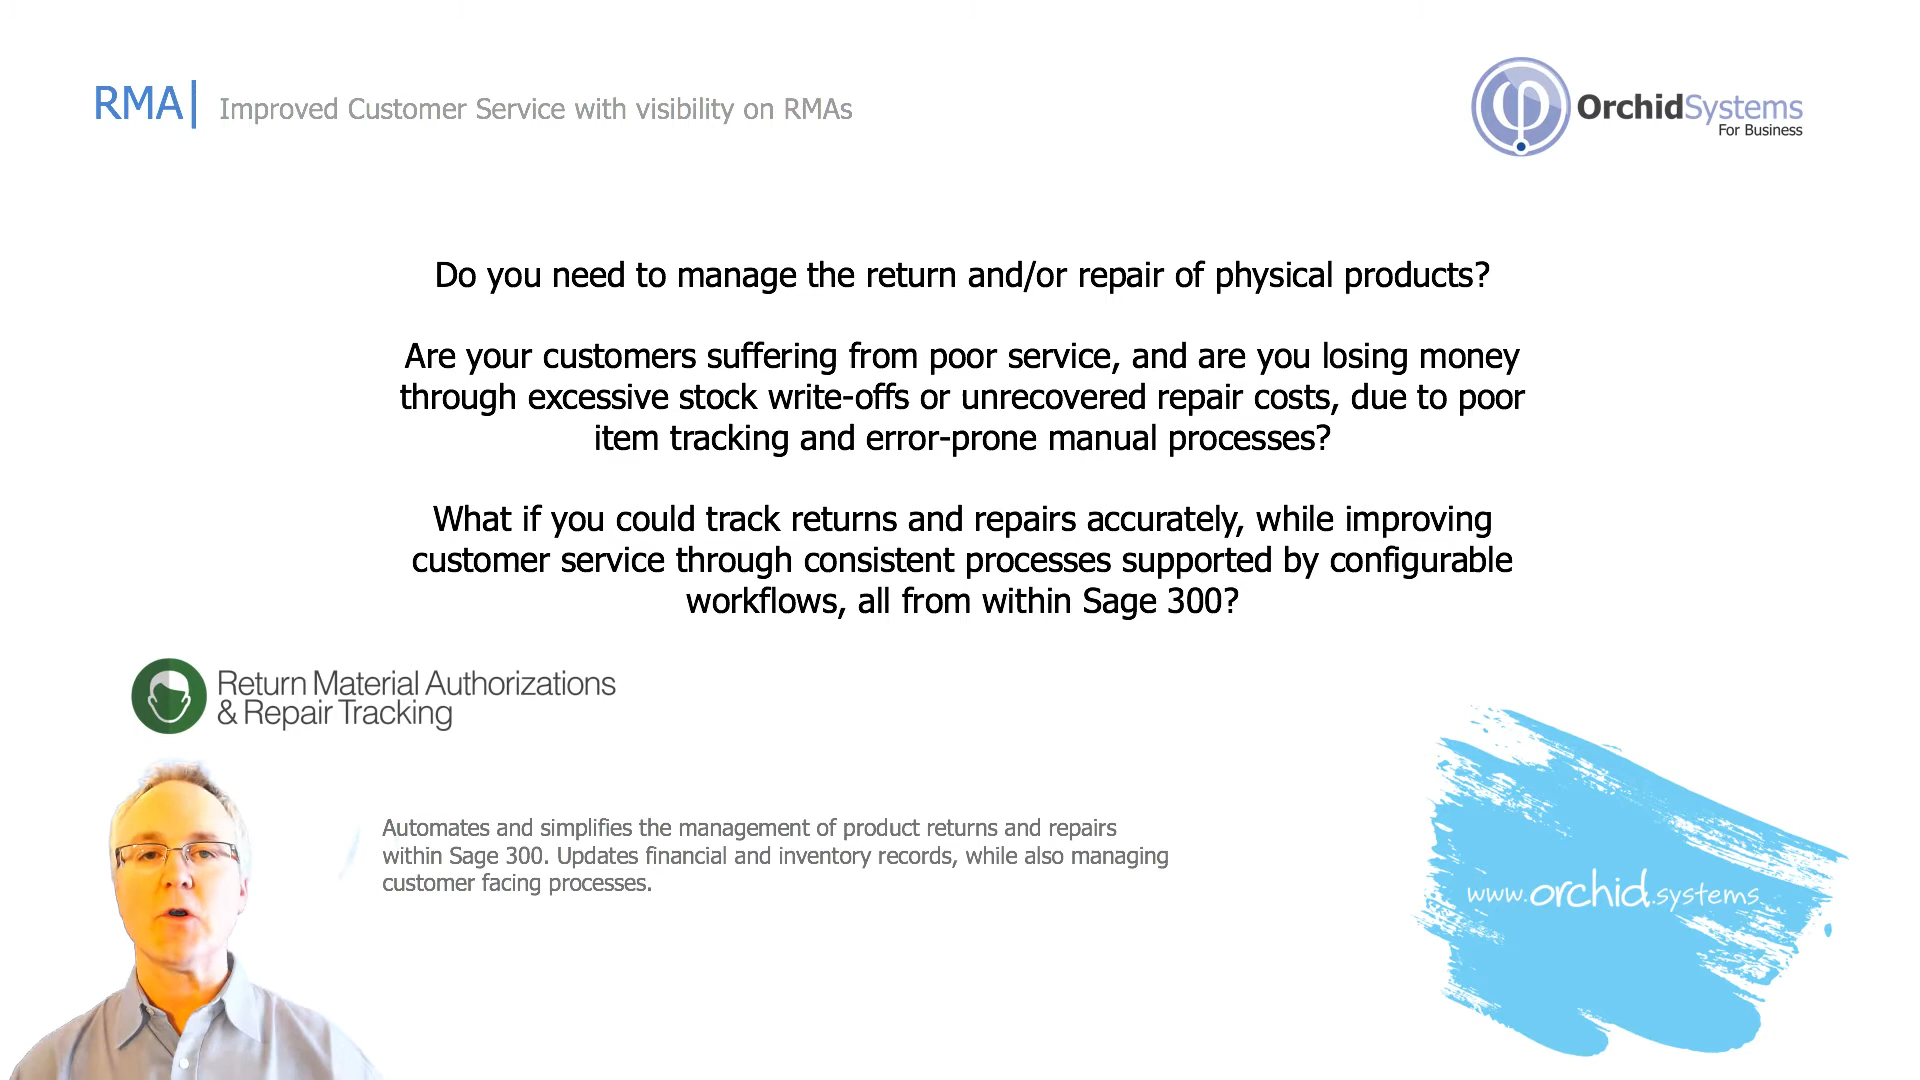 RMA| Improved Customer Service with visibility on RMAs
OrchidSystems
For Business
Do you need to manage the return and/or repair of physical products?
Are your customers suffering from poor service, and are you losing money
through excessive stock write-offs or unrecovered repair costs, due to poor
item tracking and error-prone manual processes?
What if you could track returns and repairs accurately, while improving
customer service through consistent processes supported by configurable
workflows, all from within Sage 300?
Return Material Authorizations
& Repair Tracking
Automates and simplifies the management of product returns and repairs
within Sage 300. Updates financial and inventory records, while also managing
customer facing processes.
www.orchid.systems